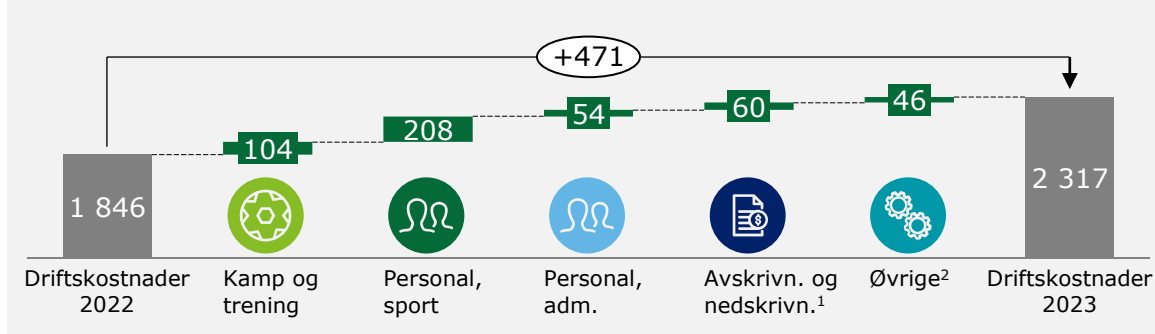 +471
104
208
54
60
46
1 846
2 317
$
Driftskostnader
2022
Kamp og
trening
Personal,
sport
Personal,
adm.
Avskrivn. og
nedskrivn.¹
Øvrige²
Driftskostnader
2023